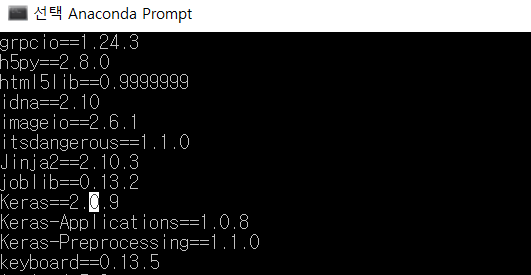 선택 Anaconda Prompt
grpcio==1.24.3
h5py==2.8.0
html5lib==0.9999999
idna==2.10
imageio==2.6.1
itsdangerous==1.1.0
Jinja2==2.10.3
joblib==0.13.2
Keras==2.0.9
Keras-Applications==1.0.8
Keras-Preprocessing==1.1.0
keyboard==0.13.5